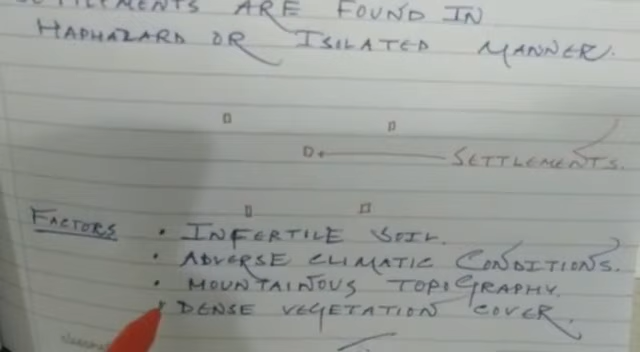 SETTLEMENTS ARE FOUND IN
HAPHAZARD OR ISOLATED MANNER.
SETTLEMENTS.
FACTORS
• INFERTILE SOIL.
• ADVERSE CLIMATIC CONDITIONS.
• MOUNTAINOUS TOPOGRAPHY.
• DENSE VEGETATION COVER.